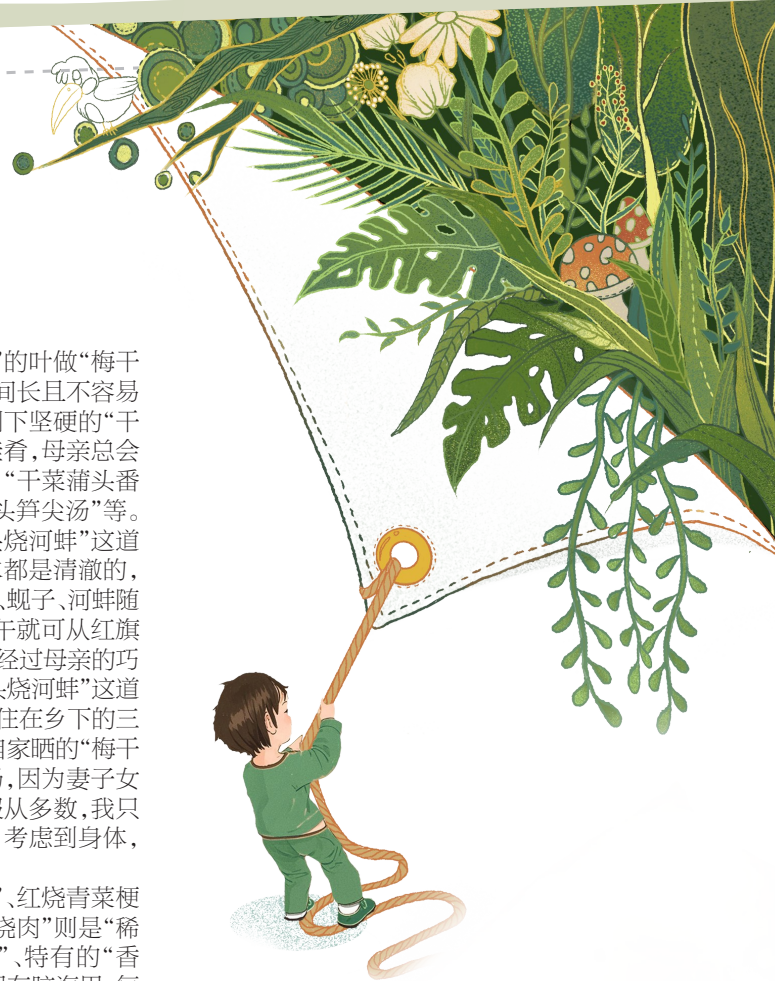 的叶做“梅干
间长且不容易
下坚硬的“干
肴,母亲总会
“干菜蒲头番
头笋尖汤”等。
烧河蚌”这道
都是清澈的,
、蚬子、河蚌随
午就可从红旗
经过母亲的巧
烧河蚌”这道
住在乡下的三
自家晒的“梅干
,因为妻子女
服从多数,我只
考虑到身体,
、红烧青菜梗
烧肉”则是“稀
”、特有的“香